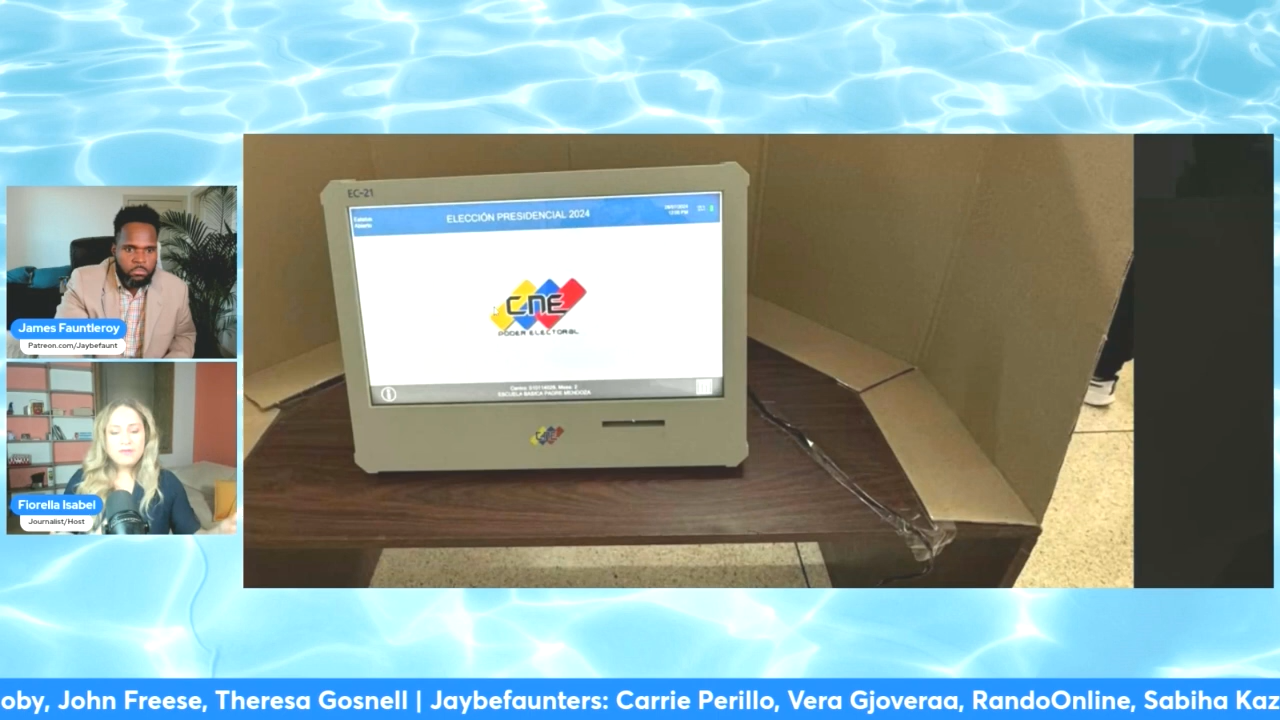 EC-21
ELECCIÓN PRESIDENCIAL 2024
CNE
PODER ELECTORAL
ESCUELA BASICA PADRE MENDOZA
CNE
James Fauntleroy
Patreon.com/Jaybefaunt
Fiorella Isabel
Journalist/Host
oby, John Freese, Theresa Gosnell | Jaybefaunters: Carrie Perillo, Vera Gjoveraa, RandoOnline, Sabiha Kaz